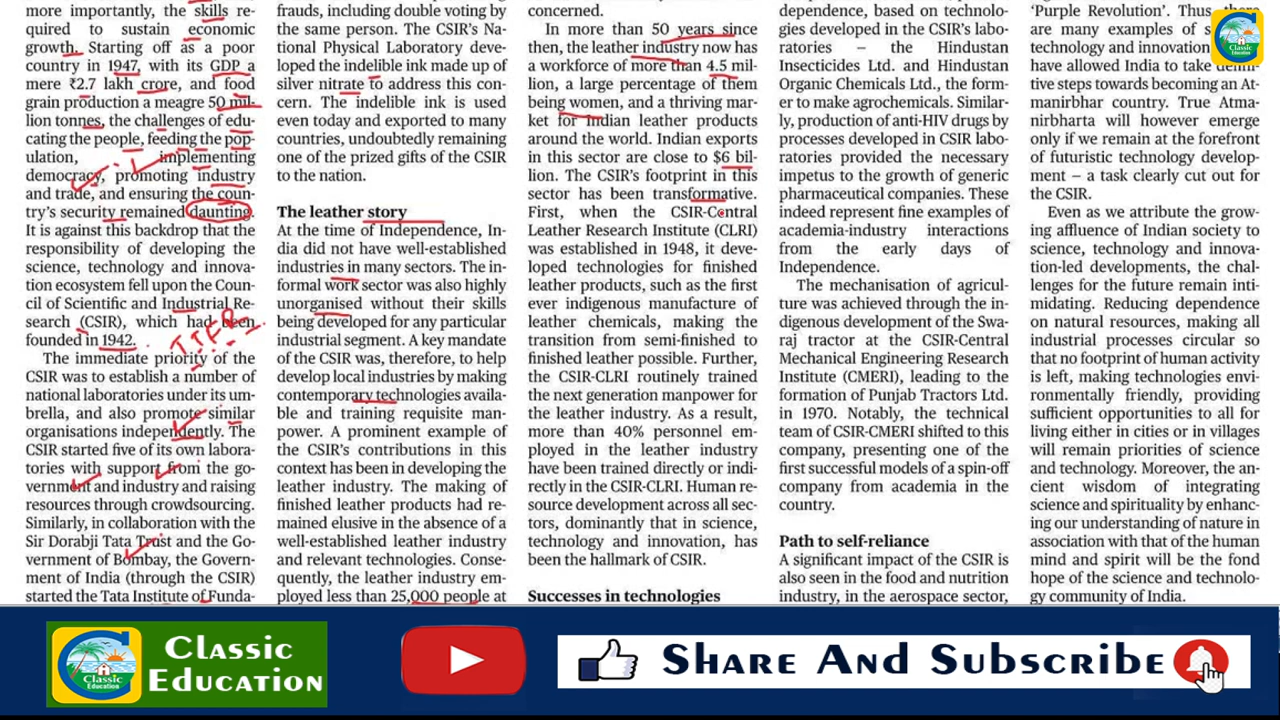 more importantly, the skills re-
quired to sustain economic
growth. Starting off as a poor
country in 1947, with its GDP a
mere ₹2.7 lakh crore, and food
grain production a meagre 50 mil-
lion tonnes, the challenges of edu-
cating the people, feeding the pop-
ulation, implementing
democracy, promoting industry
and trade, and ensuring the coun-
try's security remained daunting.
It is against this backdrop that the
responsibility of developing the
science, technology and innova-
tion ecosystem fell upon the Coun-
cil of Scientific and Industrial Re-
search (CSIR), which had been
founded in 1942.
TIFR
The immediate priority of the
CSIR was to establish a number of
national laboratories under its um-
brella, and also promote similar
organisations independently. The
CSIR started five of its own labora-
tories with support from the go-
vernment and industry and raising
resources through crowdsourcing.
Similarly, in collaboration with the
Sir Dorabji Tata Trust and the Go-
vernment of Bombay, the Govern-
ment of India (through the CSIR)
started the Tata Institute of Funda-
frauds, including double voting by
the same person. The CSIR's Na-
tional Physical Laboratory deve-
loped the indelible ink made up of
silver nitrate to address this con-
cern. The indelible ink is used
even today and exported to many
countries, undoubtedly remaining
one of the prized gifts of the CSIR
to the nation.
The leather story
At the time of Independence, In-
dia did not have well-established
industries in many sectors. The in-
formal work sector was also highly
unorganised without their skills
being developed for any particular
industrial segment. A key mandate
of the CSIR was, therefore, to help
develop local industries by making
contemporary technologies availa-
ble and training requisite man-
power. A prominent example of
the CSIR's contributions in this
context has been in developing the
leather industry. The making of
finished leather products had re-
mained elusive in the absence of a
well-established leather industry
and relevant technologies. Conse-
quently, the leather industry em-
ployed less than 25,000 people at
concerned.
In more than 50 years since
then, the leather industry now has
a workforce of more than 4.5 mil-
lion, a large percentage of them
being women, and a thriving mar-
ket for Indian leather products
around the world. Indian exports
in this sector are close to $6 bil-
lion. The CSIR's footprint in this
sector has been transformative.
First, when the CSIR-Central
Leather Research Institute (CLRI)
was established in 1948, it deve-
loped technologies for finished
leather products, such as the first
ever indigenous manufacture of
leather chemicals, making the
transition from semi-finished to
finished leather possible. Further,
the CSIR-CLRI routinely trained
the next generation manpower for
the leather industry. As a result,
more than 40% personnel em-
ployed in the leather industry
have been trained directly or indi-
rectly in the CSIR-CLRI. Human re-
source development across all sec-
tors, dominantly that in science,
technology and innovation, has
been the hallmark of CSIR.
Successes in technologies
dependence, based on technolo-
gies developed in the CSIR's labo-
ratories – the Hindustan
Insecticides Ltd. and Hindustan
Organic Chemicals Ltd., the form-
er to make agrochemicals. Similar-
ly, production of anti-HIV drugs by
processes developed in CSIR labo-
ratories provided the necessary
impetus to the growth of generic
pharmaceutical companies. These
indeed represent fine examples of
academia-industry interactions
from the early days of
Independence.
The mechanisation of agricul-
ture was achieved through the in-
digenous development of the Swa-
raj tractor at the CSIR-Central
Mechanical Engineering Research
Institute (CMERI), leading to the
formation of Punjab Tractors Ltd.
in 1970. Notably, the technical
team of CSIR-CMERI shifted to this
company, presenting one of the
first successful models of a spin-off
company from academia in the
country.
Path to self-reliance
A significant impact of the CSIR is
also seen in the food and nutrition
industry, in the aerospace sector,
'Purple Revolution'. Thus there
are many examples of
technology and innovation
have allowed India to take defini-
tive steps towards becoming an At-
manirbhar country. True Atma-
nirbharta will however emerge
only if we remain at the forefront
of futuristic technology develop-
ment – a task clearly cut out for
the CSIR.
Even as we attribute the grow-
ing affluence of Indian society to
science, technology and innova-
tion-led developments, the chal-
lenges for the future remain inti-
midating. Reducing dependence
on natural resources, making all
industrial processes circular so
that no footprint of human activity
is left, making technologies envi-
ronmentally friendly, providing
sufficient opportunities to all for
living either in cities or in villages
will remain priorities of science
and technology. Moreover, the an-
cient wisdom of integrating
science and spirituality by enhanc-
ing our understanding of nature in
association with that of the human
mind and spirit will be the fond
hope of the science and technolo-
gy community of India.
Classic
Education
Classic
Education
Classic
Education
Share And Subscribe